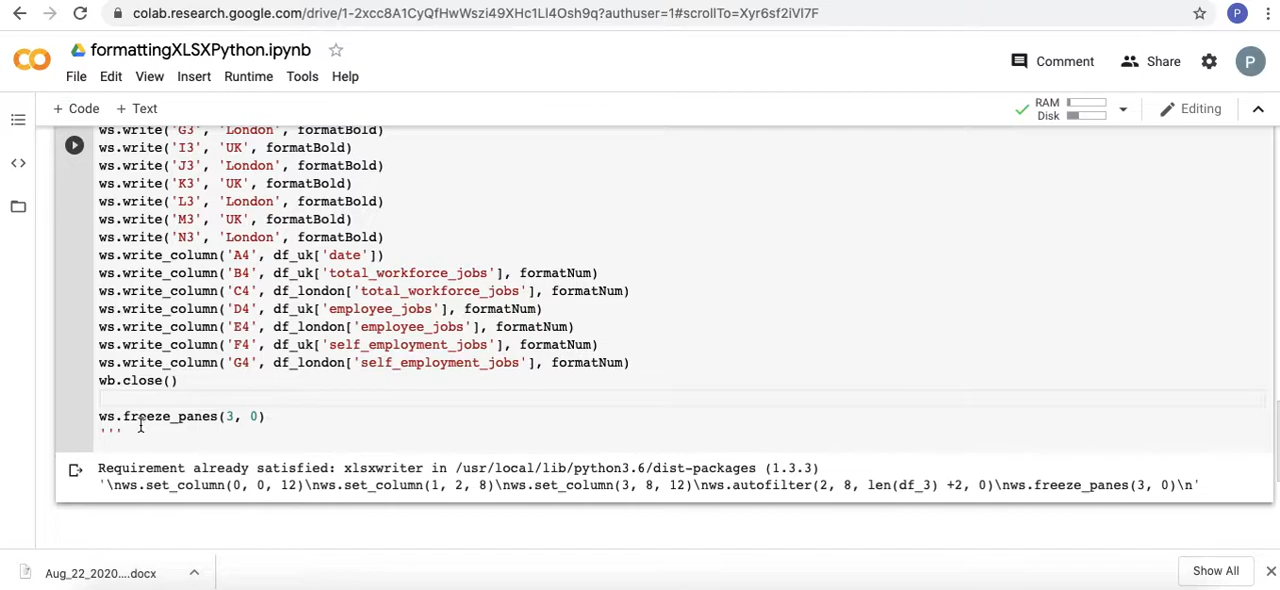 colab.research.google.com/drive/1-2xcc8A1CyQfHwWszi49XHc1LI4Osh9q?authuser=1#scrollTo=Xyr6sf2iVl7F
P
formattingXLSXPython.ipynb
File Edit View Insert Runtime Tools Help
Comment
Share
P
+ Code + Text
RAM
Disk
Editing
ws.write('G3', 'London', formatBold)
ws.write('I3', 'UK', formatBold)
ws.write('J3', 'London', formatBold)
ws.write('K3', 'UK', formatBold)
ws.write('L3', 'London', formatBold)
ws.write('M3', 'UK', formatBold)
ws.write('N3', 'London', formatBold)
ws.write_column('A4', df_uk['date'])
ws.write_column('B4', df_uk['total_workforce_jobs'], formatNum)
ws.write_column('C4', df_london['total_workforce_jobs'], formatNum)
ws.write_column('D4', df_uk['employee_jobs'], formatNum)
ws.write_column('E4', df_london['employee_jobs'], formatNum)
ws.write_column('F4', df_uk['self_employment_jobs'], formatNum)
ws.write_column('G4', df_london['self_employment_jobs'], formatNum)
wb.close()
ws.freeze_panes(3, 0)
'''
Requirement already satisfied: xlsxwriter in /usr/local/lib/python3.6/dist-packages (1.3.3)
'\nws.set_column(0, 0, 12)\nws.set_column(1, 2, 8)\nws.set_column(3, 8, 12)\nws.autofilter(2, 8, len(df_3) +2, 0)\nws.freeze_panes(3, 0)\n'
Aug_22_2020....docx
Show All